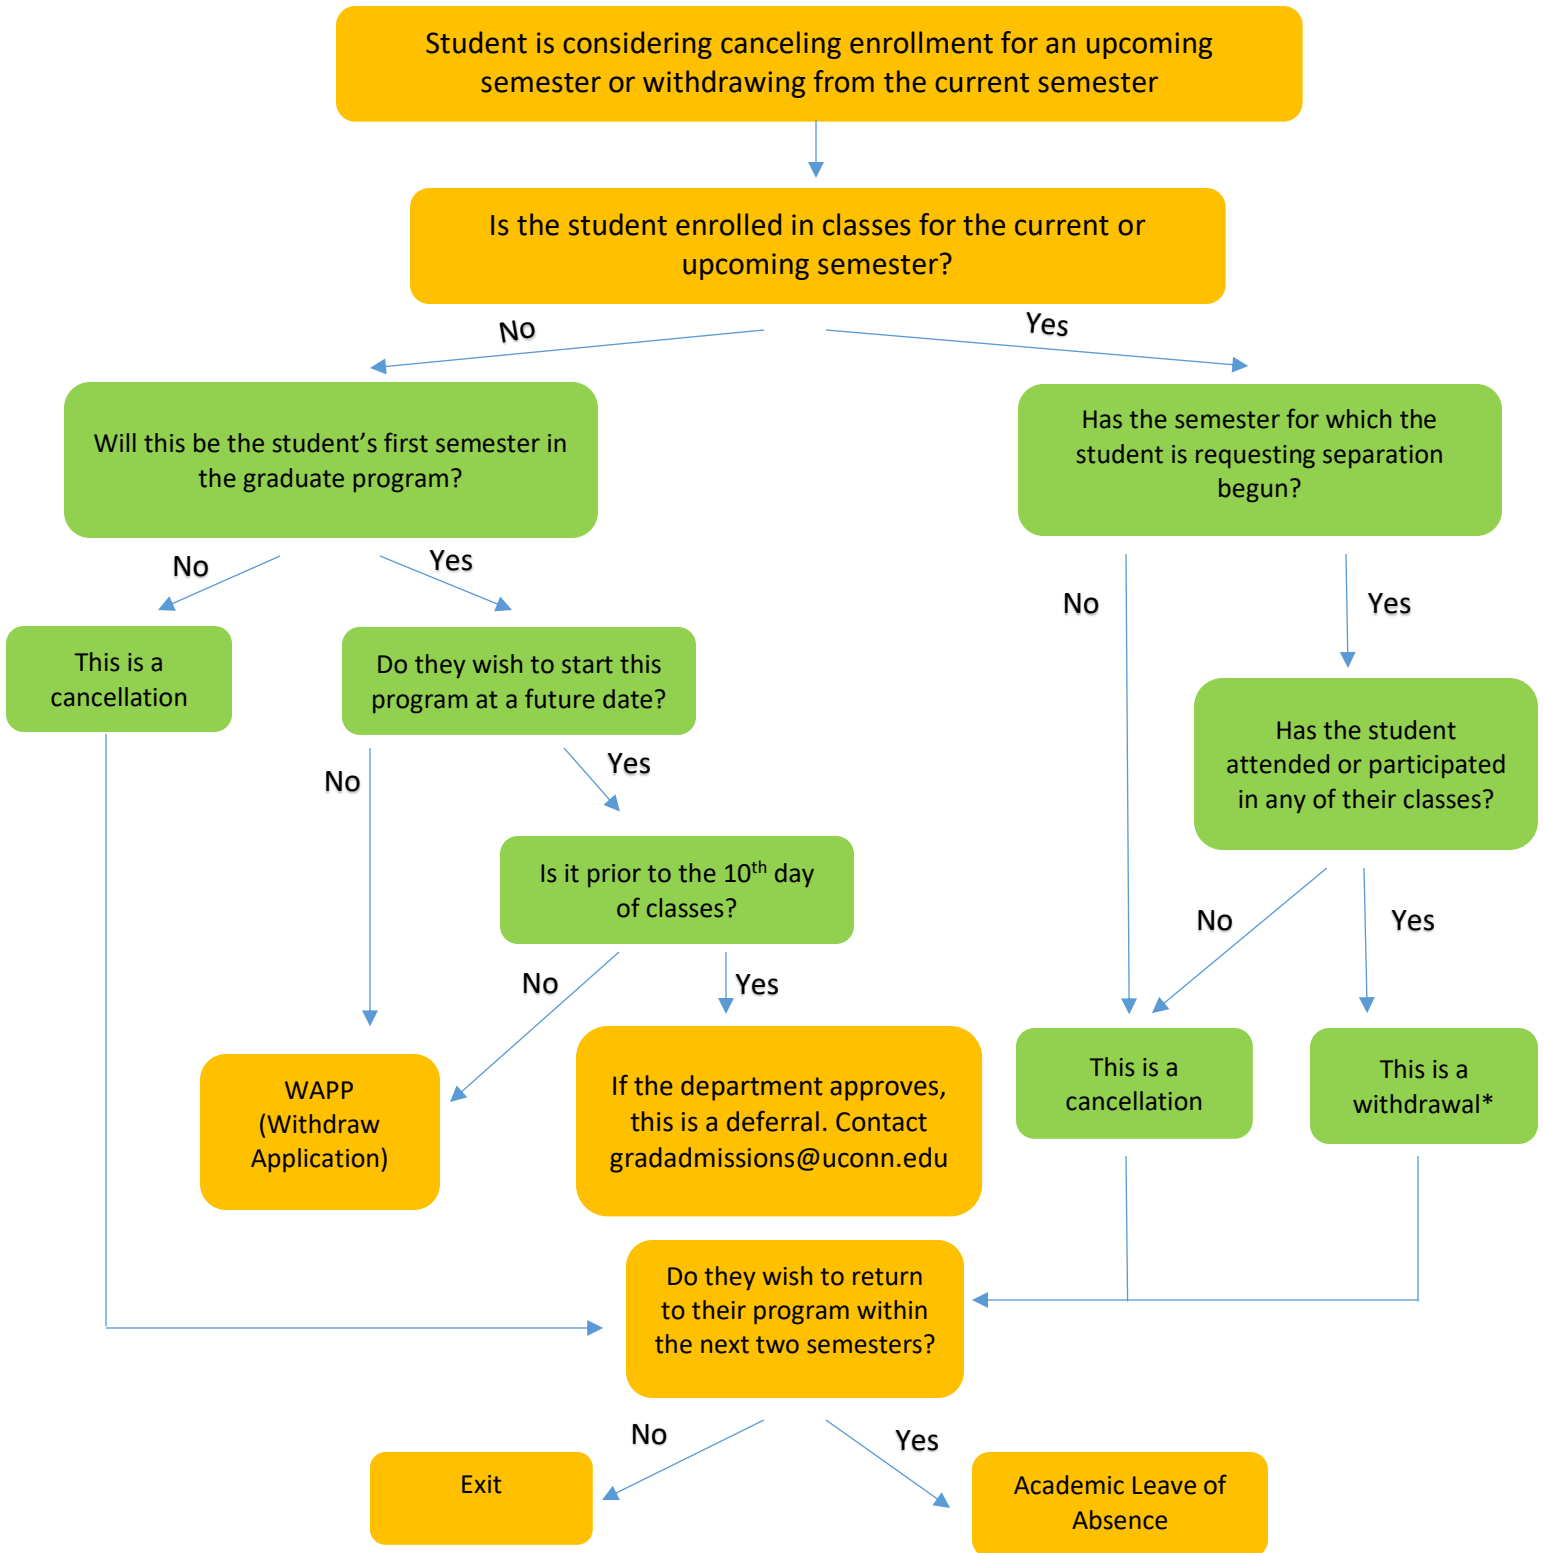 Student is considering canceling enrollment for an upcoming
semester or withdrawing from the current semester
Is the student enrolled in classes for the current or
upcoming semester?
No
Yes
Will this be the student’s first semester in
the graduate program?
Has the semester for which the
student is requesting separation
begun?
No
Yes
No
Yes
This is a
cancellation
Do they wish to start this
program at a future date?
Has the student
attended or participated
in any of their classes?
No
Yes
Is it prior to the 10th day
of classes?
No
Yes
No
Yes
WAPP
(Withdraw
Application)
If the department approves,
this is a deferral. Contact
gradadmissions@uconn.edu
This is a
cancellation
This is a
withdrawal*
Do they wish to return
to their program within
the next two semesters?
No
Yes
Exit
Academic Leave of
Absence